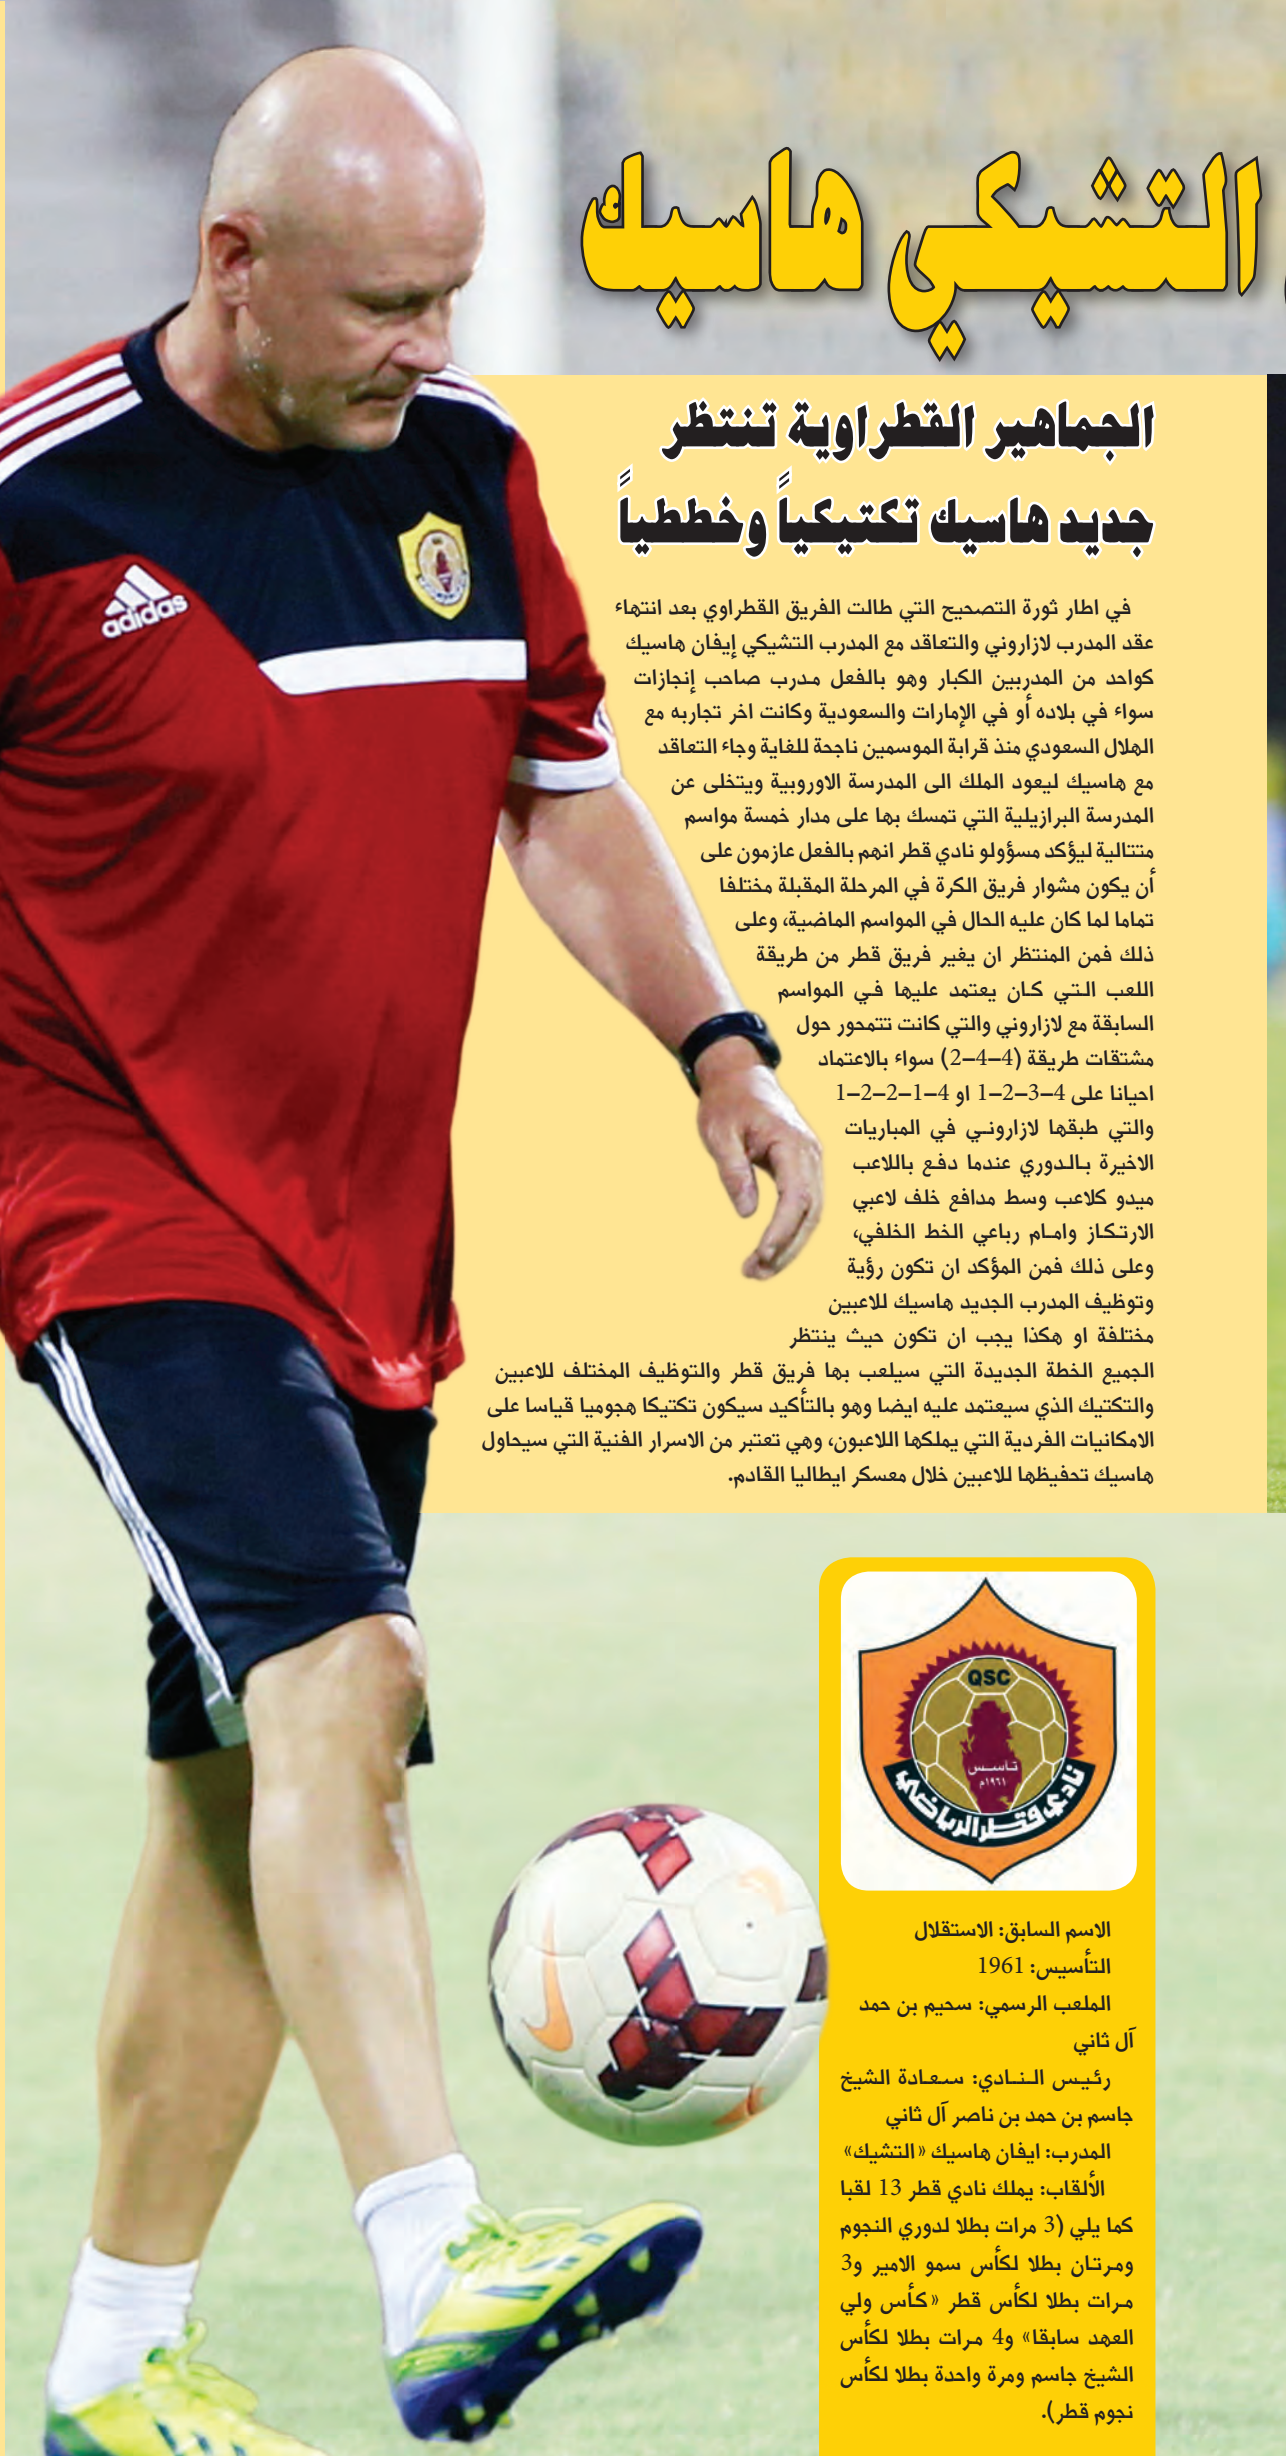 التشيكي هاسيك
الجماهير القطراوية تنتظر
جديد هاسيك تكتيكياً وخططياً
في اطار ثورة التصحيح التي طالت الفريق القطراوي بعد انتهاء
عقد المدرب لازاروني والتعاقد مع المدرب التشيكي إيفان هاسيك
كواحد من المدربين الكبار وهو بالفعل مدرب صاحب إنجازات
سواء في بلاده أو في الإمارات والسعودية وكانت اخر تجاربه مع
الهلال السعودي منذ قرابة الموسمين ناجحة للغاية وجاء التعاقد
مع هاسيك ليعود الملك الى المدرسة الاوروبية ويتخلى عن
المدرسة البرازيلية التي تمسك بها على مدار خمسة مواسم
متتالية ليؤكد مسؤولو نادي قطر انهم بالفعل عازمون على
أن يكون مشوار فريق الكرة في المرحلة المقبلة مختلفا
تماما لما كان عليه الحال في المواسم الماضية، وعلى
ذلك فمن المنتظر ان يغير فريق قطر من طريقة
اللعب التي كان يعتمد عليها في المواسم
السابقة مع لازاروني والتي كانت تتمحور حول
مشتقات طريقة (4-4-2) سواء بالاعتماد
احيانا على 4-3-2-1 او 4-1-2-2-1
والتي طبقها لازاروني في المباريات
الاخيرة بالدوري عندما دفع باللاعب
ميدو كلاعب وسط مدافع خلف لاعبي
الارتكاز وامام رباعي الخط الخلفي،
وعلى ذلك فمن المؤكد ان تكون رؤية
وتوظيف المدرب الجديد هاسيك للاعبين
مختلفة او هكذا يجب ان تكون حيث ينتظر
الجميع الخطة الجديدة التي سيلعب بها فريق قطر والتوظيف المختلف للاعبين
والتكتيك الذي سيعتمد عليه ايضا وهو بالتأكيد سيكون تكتيكا هجوميا قياسا على
الامكانيات الفردية التي يملكها اللاعبون، وهي تعتبر من الاسرار الفنية التي سيحاول
هاسيك تحفيظها للاعبين خلال معسكر ايطاليا القادم.
adidas
QSC
تأسس
١٩٦١م
نادي قطر الرياضي
الاسم السابق: الاستقلال
التأسيس: 1961
الملعب الرسمي: سحيم بن حمد
آل ثاني
رئيس النادي: سعادة الشيخ
جاسم بن حمد بن ناصر آل ثاني
المدرب: ايفان هاسيك «التشيك»
الألقاب: يملك نادي قطر 13 لقبا
كما يلي (3 مرات بطلا لدوري النجوم
ومرتان بطلا لكأس سمو الامير و3
مرات بطلا لكأس قطر «كأس ولي
العهد سابقا» و4 مرات بطلا لكأس
الشيخ جاسم ومرة واحدة بطلا لكأس
نجوم قطر).